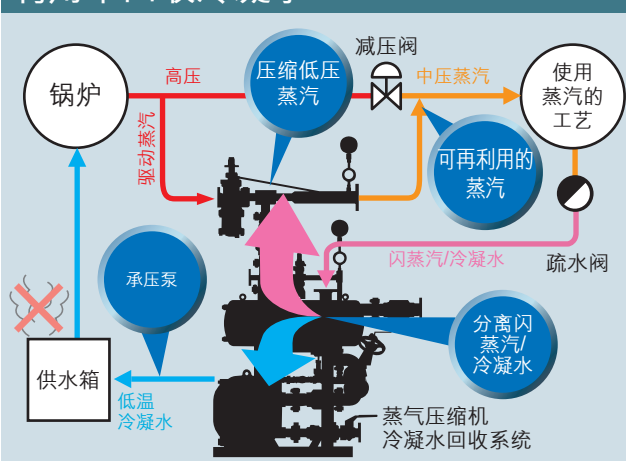 锅炉
高压
驱动蒸汽
压缩低压
蒸汽
减压阀
中压蒸汽
使用
蒸汽的
工艺
可再利用的
蒸汽
闪蒸汽/冷凝水
疏水阀
承压泵
分离闪
蒸汽/
冷凝水
供水箱
低温
冷凝水
蒸气压缩机
冷凝水回收系统